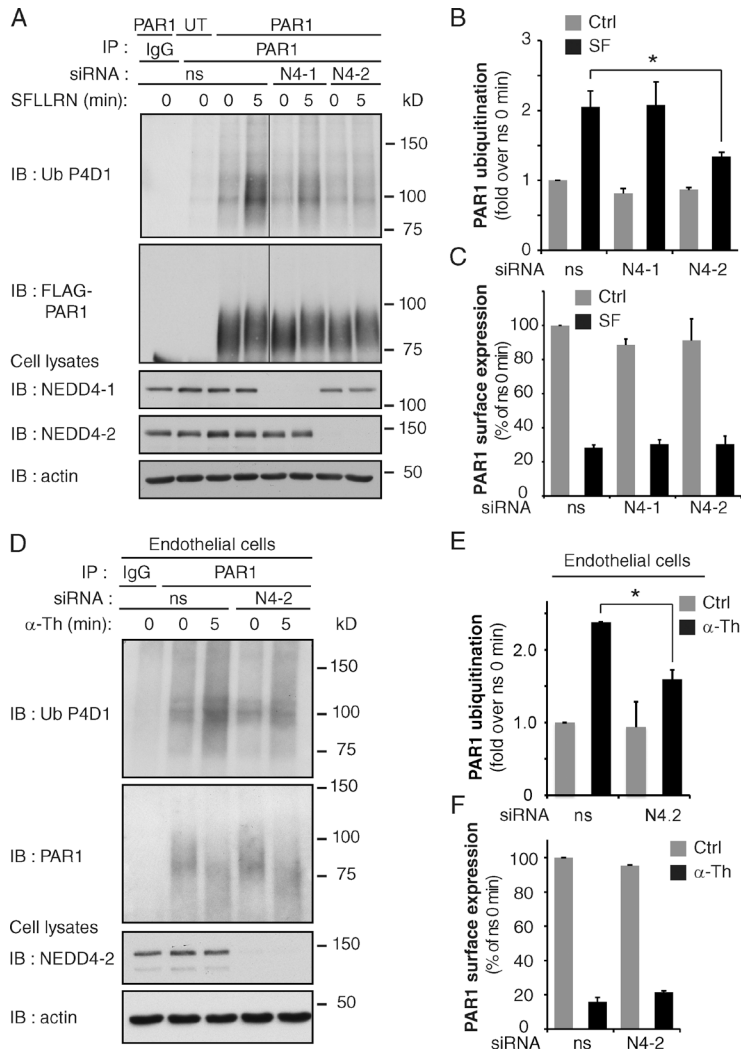 A
PAR1 UT PAR1
IP : IgG PAR1
siRNA : ns N4-1 N4-2
SFLLRN (min): 0 0 0 5 0 5 0 5 kD
IB : Ub P4D1
150
100
75
IB : FLAG-PAR1
100
75
Cell lysates
IB : NEDD4-1
100
IB : NEDD4-2
150
IB : actin
50
B
Ctrl
SF
*
PAR1 ubiquitination
(fold over ns 0 min)
3
2
1
0
siRNA ns N4-1 N4-2
C
Ctrl
SF
PAR1 surface expression
(% of ns 0 min)
100
80
60
40
20
0
siRNA ns N4-1 N4-2
D
Endothelial cells
IP : IgG PAR1
siRNA : ns N4-2
α-Th (min): 0 0 5 0 5 kD
IB : Ub P4D1
150
100
75
IB : PAR1
150
100
75
Cell lysates
IB : NEDD4-2
150
IB : actin
50
E
Endothelial cells
Ctrl
α-Th
*
PAR1 ubiquitination
(fold over ns 0 min)
2.0
1.0
0
siRNA ns N4.2
F
Ctrl
α-Th
PAR1 surface expression
(% of ns 0 min)
100
80
60
40
20
0
siRNA ns N4-2